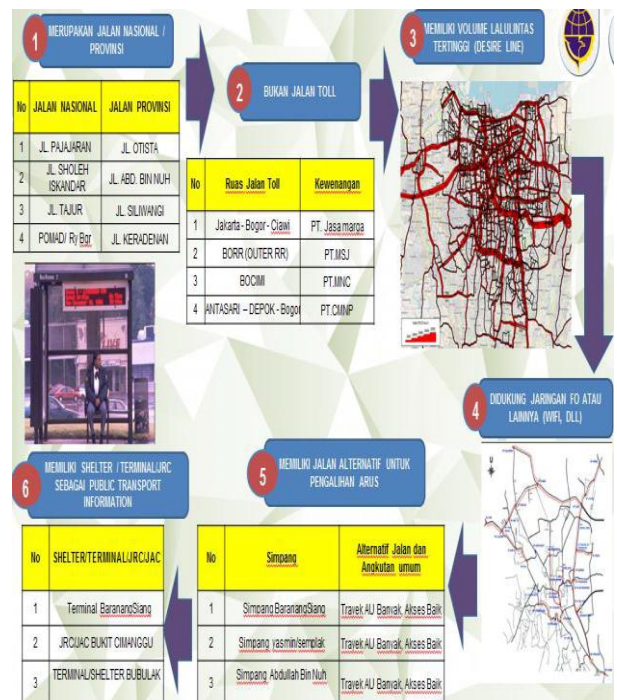 1
MERUPAKAN JALAN NASIONAL /
PROVINSI
No JALAN NASIONAL JALAN PROVINSI
1 JL. PAJAJARAN JL. OTISTA
2 JL. SHOLEH ISKANDAR JL. ABD. BIN NUH
3 JL. TAJUR JL. SILIWANGI
4 POMAD/ Ry Bgr JL. KERADENAN
2
BUKAN JALAN TOLL
No Ruas Jalan Toll Kewenangan
1 Jakarta - Bogor - Ciawi PT. Jasa marga
2 BORR (OUTER RR) PT.MSJ
3 BOCIMI PT.MNC
4 ANTASARI – DEPOK - Bogor PT.CMNP
3
MEMILIKI VOLUME LALULINTAS
TERTINGGI (DESIRE LINE)
4
DIDUKUNG JARINGAN FO ATAU
LAINNYA (WIFI, DLL)
5
MEMILIKI JALAN ALTERNATIF UNTUK
PENGALIHAN ARUS
No Simpang Alternatif Jalan dan Angkutan umum
1 Simpang BaranangSiang Trayek AU Banyak, Akses Baik
2 Simpang yasmin/semplak Trayek AU Banyak, Akses Baik
3 Simpang Abdullah Bin Nuh Trayek AU Banyak, Akses Baik
6
MEMILIKI SHELTER / TERMINAL/JRC
SEBAGAI PUBLIC TRANSPORT
INFORMATION
No SHELTER/TERMINAL/JRC/JAC
1 Terminal BaranangSiang
2 JRC/JAC BUKIT CIMANGGU
3 TERMINAL/SHELTER BUBULAK